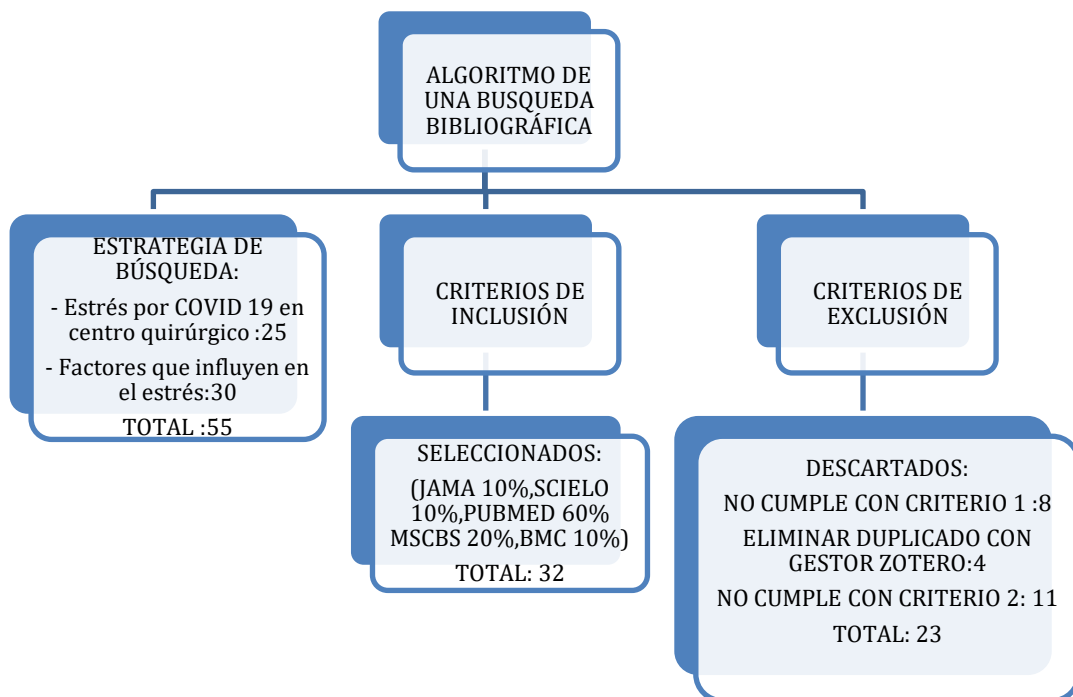 ALGORITMO DE
UNA BUSQUEDA
BIBLIOGRÁFICA
ESTRATEGIA DE
BÚSQUEDA:
- Estrés por COVID 19 en
centro quirúrgico :25
- Factores que influyen en
el estrés:30
TOTAL :55
CRITERIOS DE
INCLUSIÓN
SELECCIONADOS:
(JAMA 10%,SCIELO
10%,PUBMED 60%
MSCBS 20%,BMC 10%)
TOTAL: 32
CRITERIOS DE
EXCLUSIÓN
DESCARTADOS:
NO CUMPLE CON CRITERIO 1 :8
ELIMINAR DUPLICADO CON
GESTOR ZOTERO:4
NO CUMPLE CON CRITERIO 2: 11
TOTAL: 23